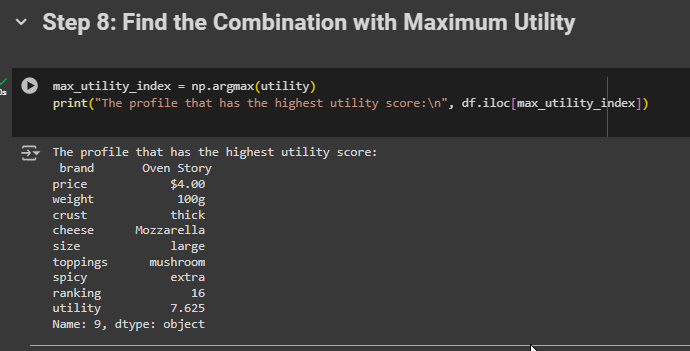 Step 8: Find the Combination with Maximum Utility
max_utility_index = np.argmax(utility)
print("The profile that has the highest utility score:\n", df.iloc[max_utility_index])
The profile that has the highest utility score:
brand Oven Story
price $4.00
weight 100g
crust thick
cheese Mozzarella
size large
toppings mushroom
spicy extra
ranking 16
utility 7.625
Name: 9, dtype: object